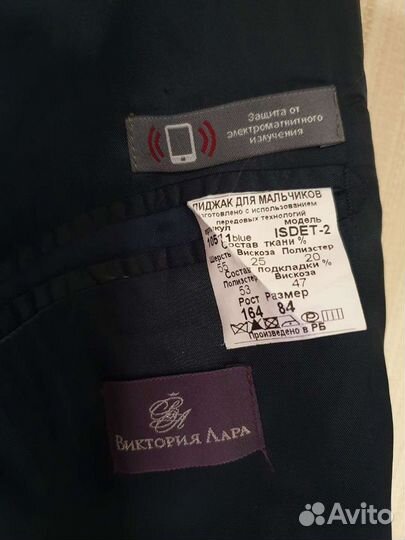 Защита от
электромагнитного
излучения
ПИДЖАК ДЛЯ МАЛЬЧИКОВ
изготовлено с использованием
передовых технологий
модель
blue ISDET-2
Состав ткани %
Шерсть Вискоза Полиэстер
55 25 20
Состав подкладки %
Полиэстер Вискоза
53 47
Рост Размер
164 84
Произведено в РБ
ВИКТОРИЯ ЛАРА
Avito